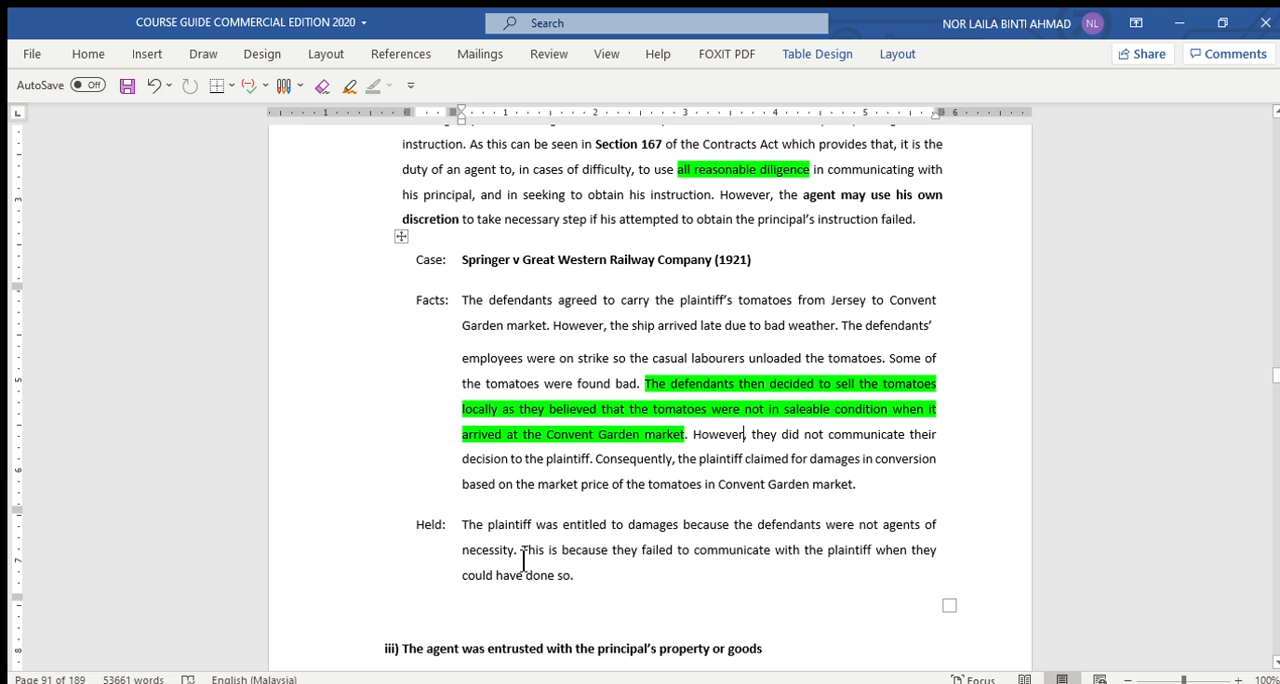 COURSE GUIDE COMMERCIAL EDITION 2020
Search
NOR LAILA BINTI AHMAD NL
File Home Insert Draw Design Layout References Mailings Review View Help FOXIT PDF Table Design Layout Share Comments
AutoSave Off
1 1 2 3 4 5 6
instruction. As this can be seen in Section 167 of the Contracts Act which provides that, it is the
duty of an agent to, in cases of difficulty, to use all reasonable diligence in communicating with
his principal, and in seeking to obtain his instruction. However, the agent may use his own
discretion to take necessary step if his attempted to obtain the principal's instruction failed.
Case: Springer v Great Western Railway Company (1921)
Facts: The defendants agreed to carry the plaintiff's tomatoes from Jersey to Convent
Garden market. However, the ship arrived late due to bad weather. The defendants'
employees were on strike so the casual labourers unloaded the tomatoes. Some of
the tomatoes were found bad. The defendants then decided to sell the tomatoes
locally as they believed that the tomatoes were not in saleable condition when it
arrived at the Convent Garden market. However, they did not communicate their
decision to the plaintiff. Consequently, the plaintiff claimed for damages in conversion
based on the market price of the tomatoes in Convent Garden market.
Held: The plaintiff was entitled to damages because the defendants were not agents of
necessity. This is because they failed to communicate with the plaintiff when they
could have done so.
iii) The agent was entrusted with the principal's property or goods
Page 91 of 189 53661 words English (Malaysia) Focus 100%